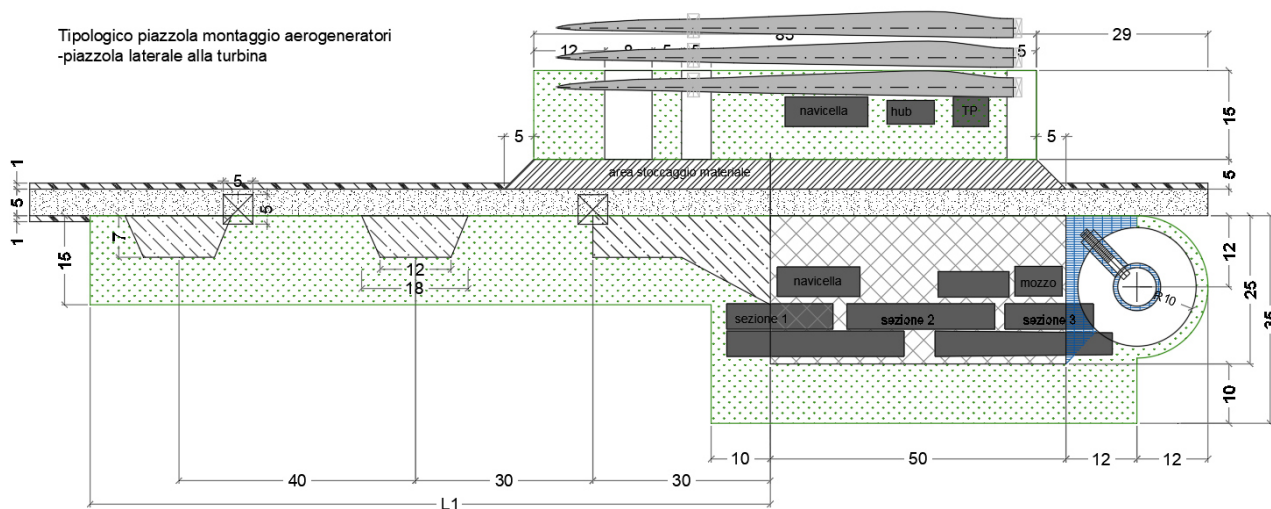 Tipologico piazzola montaggio aerogeneratori
-piazzola laterale alla turbina
85
29
12
8
5
5
5
navicella
hub
TP
15
5
5
5
area stoccaggio materiale
1
5
1
5
5
7
15
12
18
navicella
mozzo
sezione 1
sezione 2
sezione 3
R10
12
25
35
10
10
50
12
12
40
30
30
L1